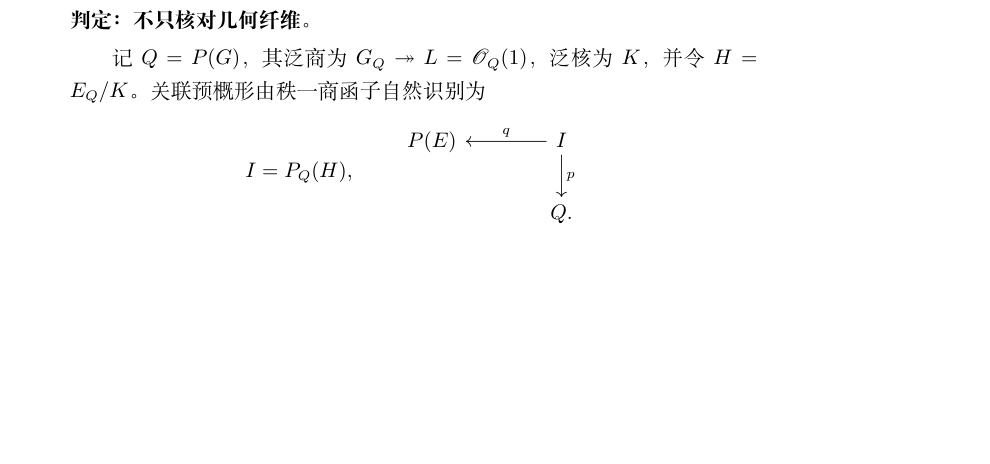 判定：不只核对几何纤维。
记 Q = P(G)，其泛商为 G_Q ↠ L = 𝒪_Q(1)，泛核为 K，并令 H =
E_Q/K。关联预概形由秩一商函子自然识别为
P(E) ←q I
I = P_Q(H),
↓p
Q.